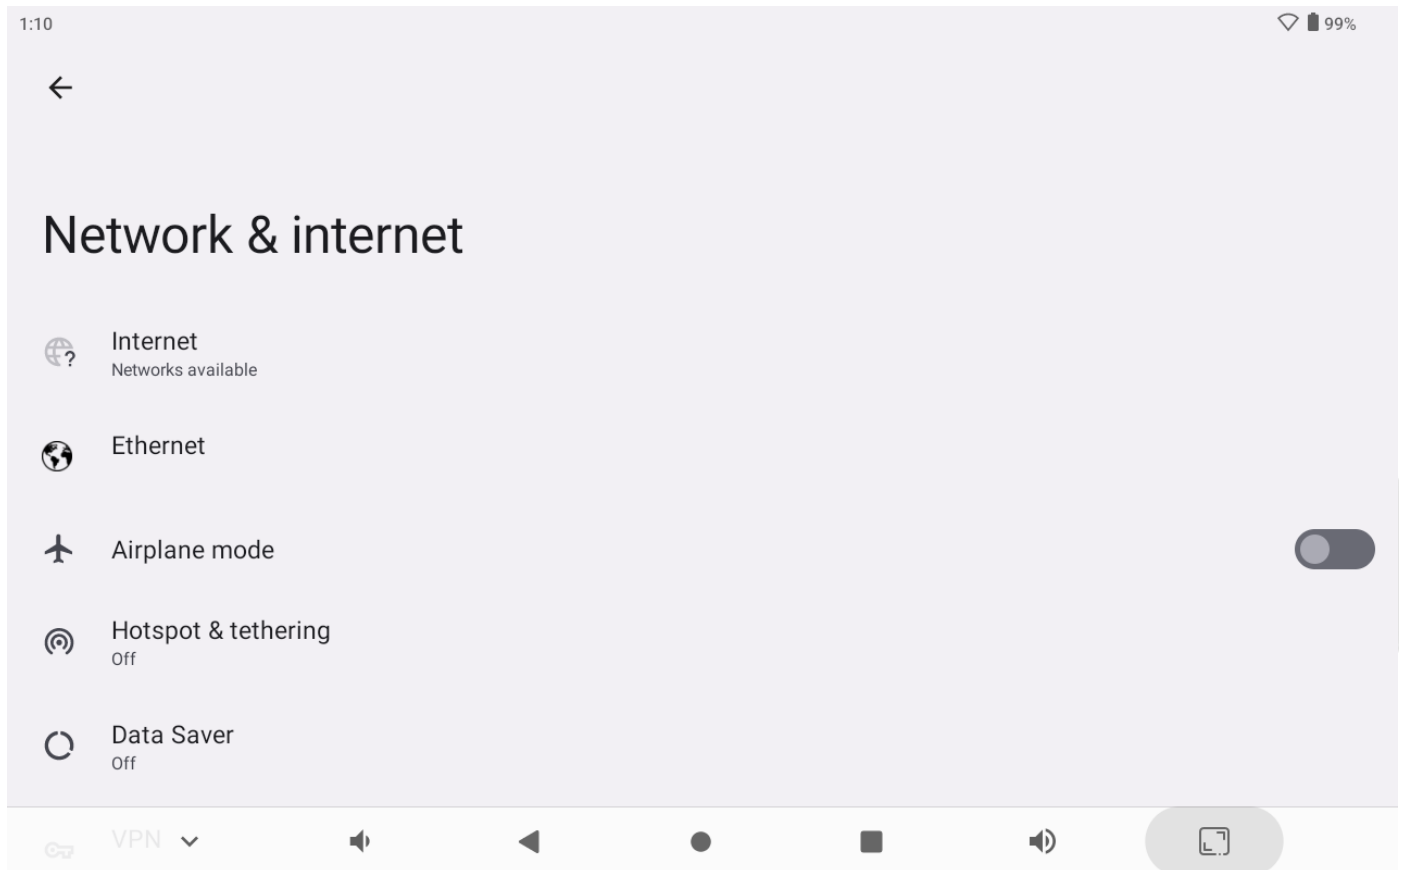 1:10
99%
Network & internet
Internet
Networks available
Ethernet
Airplane mode
Hotspot & tethering
Off
Data Saver
Off
VPN